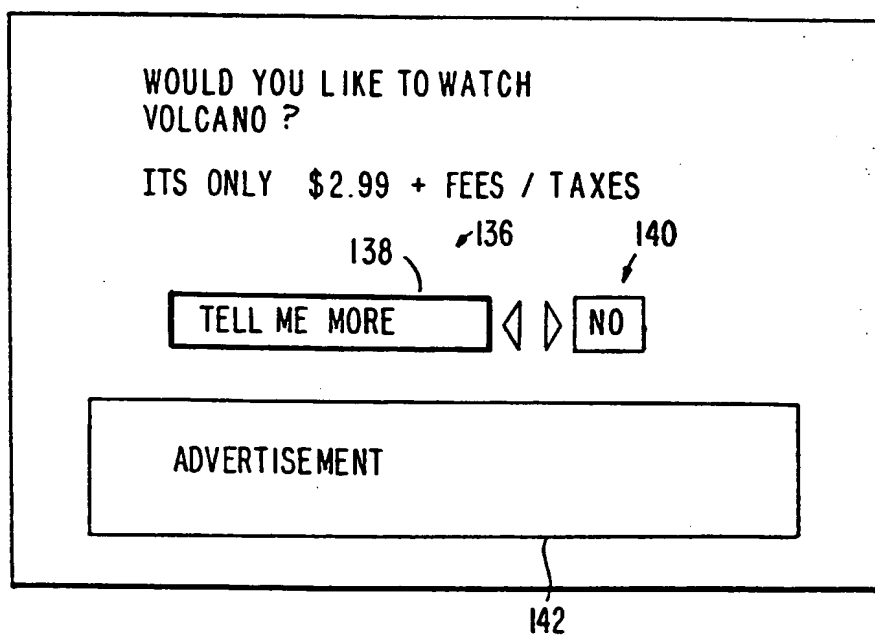 WOULD YOU LIKE TO WATCH
VOLCANO ?
ITS ONLY $2.99 + FEES / TAXES
138 136 140
TELL ME MORE NO
ADVERTISEMENT
142